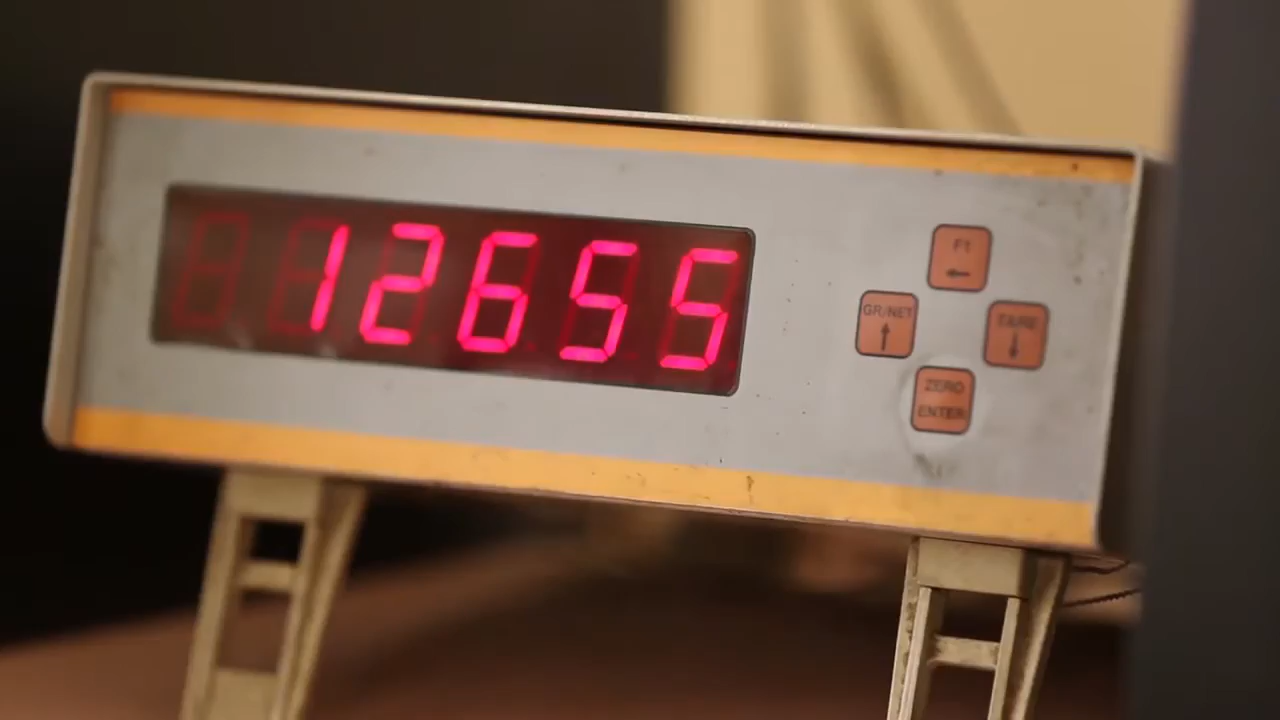 12655
F1
←
GR/NET
↑
TARE
↓
ZERO
ENTER